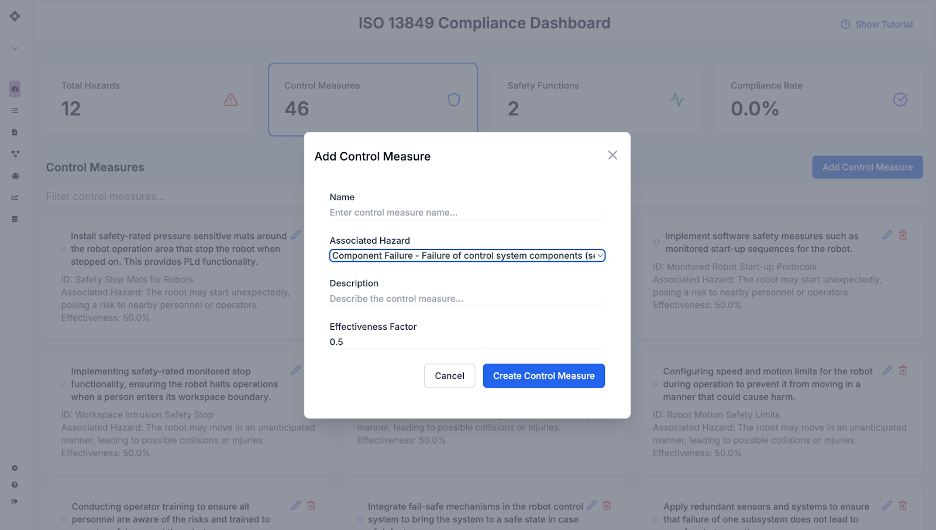 ISO 13849 Compliance Dashboard
Show Tutorial
Total Hazards
12
Control Measures
46
Safety Functions
2
Compliance Rate
0.0%
Control Measures
Add Control Measure
Filter control measures...
Install safety-rated pressure sensitive mats around
the robot operation area that stop the robot when
stepped on. This provides PLd functionality.
ID: Safety Stop Mats for Robots
Associated Hazard: The robot may start unexpectedly,
posing a risk to nearby personnel or operators.
Effectiveness: 50.0%
Implement software safety measures such as
monitored start-up sequences for the robot.
ID: Monitored Robot Start-up Protocols
Associated Hazard: The robot may start unexpectedly,
posing a risk to nearby personnel or operators.
Effectiveness: 50.0%
Add Control Measure
Name
Enter control measure name...
Associated Hazard
Component Failure - Failure of control system components (se
Description
Describe the control measure...
Effectiveness Factor
0.5
Cancel
Create Control Measure
Implementing safety-rated monitored stop
functionality, ensuring the robot halts operations
when a person enters its workspace boundary.
ID: Workspace Intrusion Safety Stop
Associated Hazard: The robot may move in an unanticipated
manner, leading to possible collisions or injuries.
Effectiveness: 50.0%
manner, leading to possible collisions or injuries.
Effectiveness: 50.0%
Configuring speed and motion limits for the robot
during operation to prevent it from moving in a
manner that could cause harm.
ID: Robot Motion Safety Limits
Associated Hazard: The robot may move in an unanticipated
manner, leading to possible collisions or injuries.
Effectiveness: 50.0%
Conducting operator training to ensure all
personnel are aware of the risks and trained to
Integrate fail-safe mechanisms in the robot control
system to bring the system to a safe state in case
Apply redundant sensors and systems to ensure
that failure of one subsystem does not lead to